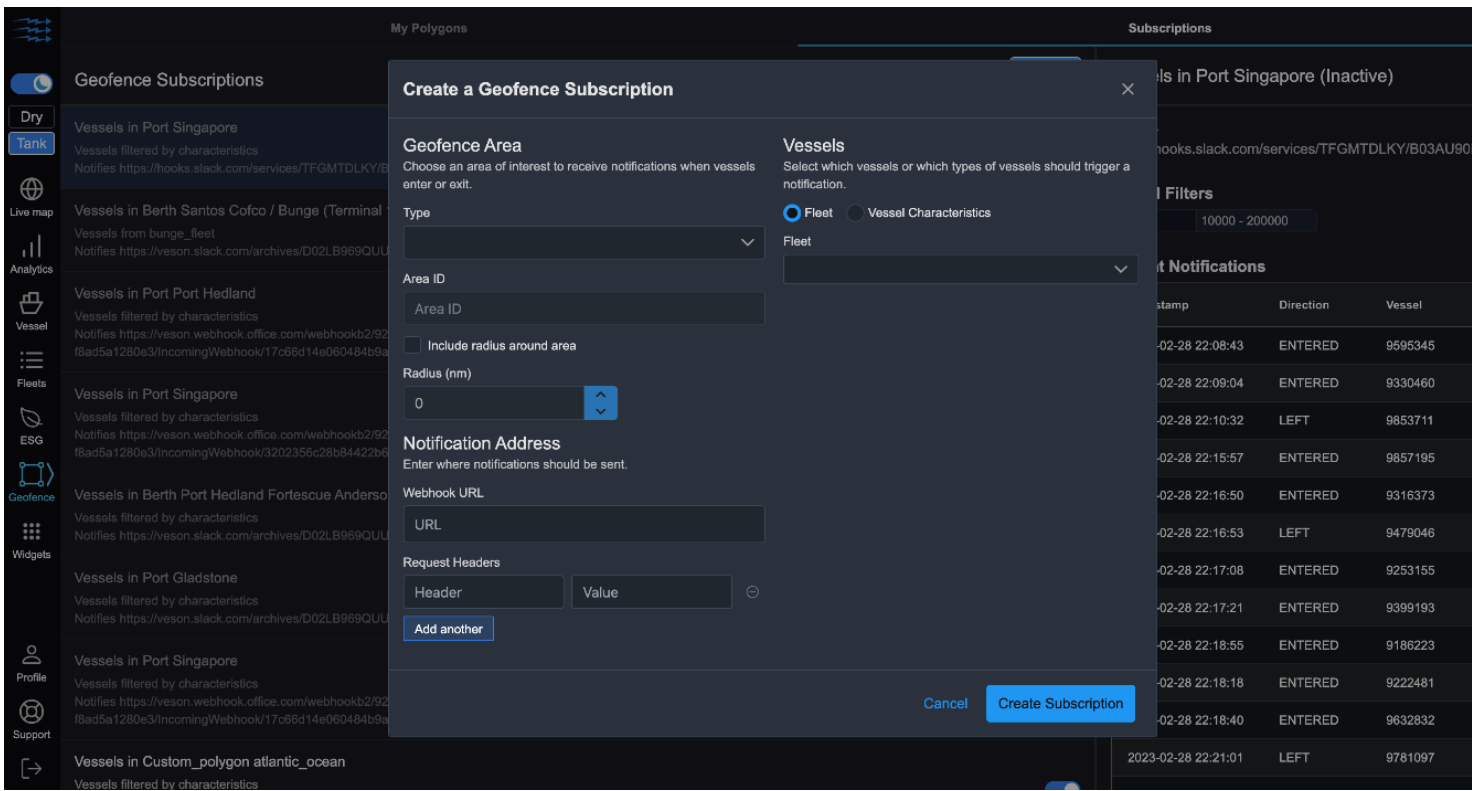 My Polygons
Subscriptions
Dry
Tank
Live map
Analytics
Vessel
Fleets
ESG
Geofence
Widgets
Profile
Support
Geofence Subscriptions
Vessels in Port Singapore
Vessels filtered by characteristics
Notifies https://hooks.slack.com/services/TFGMTDLKY/B
Vessels in Berth Santos Cofco / Bunge (Terminal
Vessels from bunge_fleet
Notifies https://veson.slack.com/archives/D02LB969QUU
Vessels in Port Port Hedland
Vessels filtered by characteristics
Notifies https://veson.webhook.office.com/webhookb2/92
f8ad5a1280e3/IncomingWebhook/17c66d14e060484b9a
Vessels in Port Singapore
Vessels filtered by characteristics
Notifies https://veson.webhook.office.com/webhookb2/92
f8ad5a1280e3/IncomingWebhook/3202356c28b84422b6
Vessels in Berth Port Hedland Fortescue Anderso
Vessels filtered by characteristics
Notifies https://veson.slack.com/archives/D02LB969QUU
Vessels in Port Gladstone
Vessels filtered by characteristics
Notifies https://veson.slack.com/archives/D02LB969QUU
Vessels in Port Singapore
Vessels filtered by characteristics
Notifies https://veson.webhook.office.com/webhookb2/92
f8ad5a1280e3/IncomingWebhook/17c66d14e060484b9a
Vessels in Custom_polygon atlantic_ocean
Vessels filtered by characteristics
Create a Geofence Subscription
Geofence Area
Choose an area of interest to receive notifications when vessels
enter or exit.
Type
Area ID
Area ID
Include radius around area
Radius (nm)
0
Notification Address
Enter where notifications should be sent.
Webhook URL
URL
Request Headers
Header Value
Add another
Vessels
Select which vessels or which types of vessels should trigger a
notification.
Fleet Vessel Characteristics
Fleet
Cancel Create Subscription
ls in Port Singapore (Inactive)
hooks.slack.com/services/TFGMTDLKY/B03AU90
l Filters
10000 - 200000
t Notifications
stamp Direction Vessel
-02-28 22:08:43 ENTERED 9595345
-02-28 22:09:04 ENTERED 9330460
-02-28 22:10:32 LEFT 9853711
-02-28 22:15:57 ENTERED 9857195
-02-28 22:16:50 ENTERED 9316373
-02-28 22:16:53 LEFT 9479046
-02-28 22:17:08 ENTERED 9253155
-02-28 22:17:21 ENTERED 9399193
-02-28 22:18:55 ENTERED 9186223
-02-28 22:18:18 ENTERED 9222481
-02-28 22:18:40 ENTERED 9632832
2023-02-28 22:21:01 LEFT 9781097